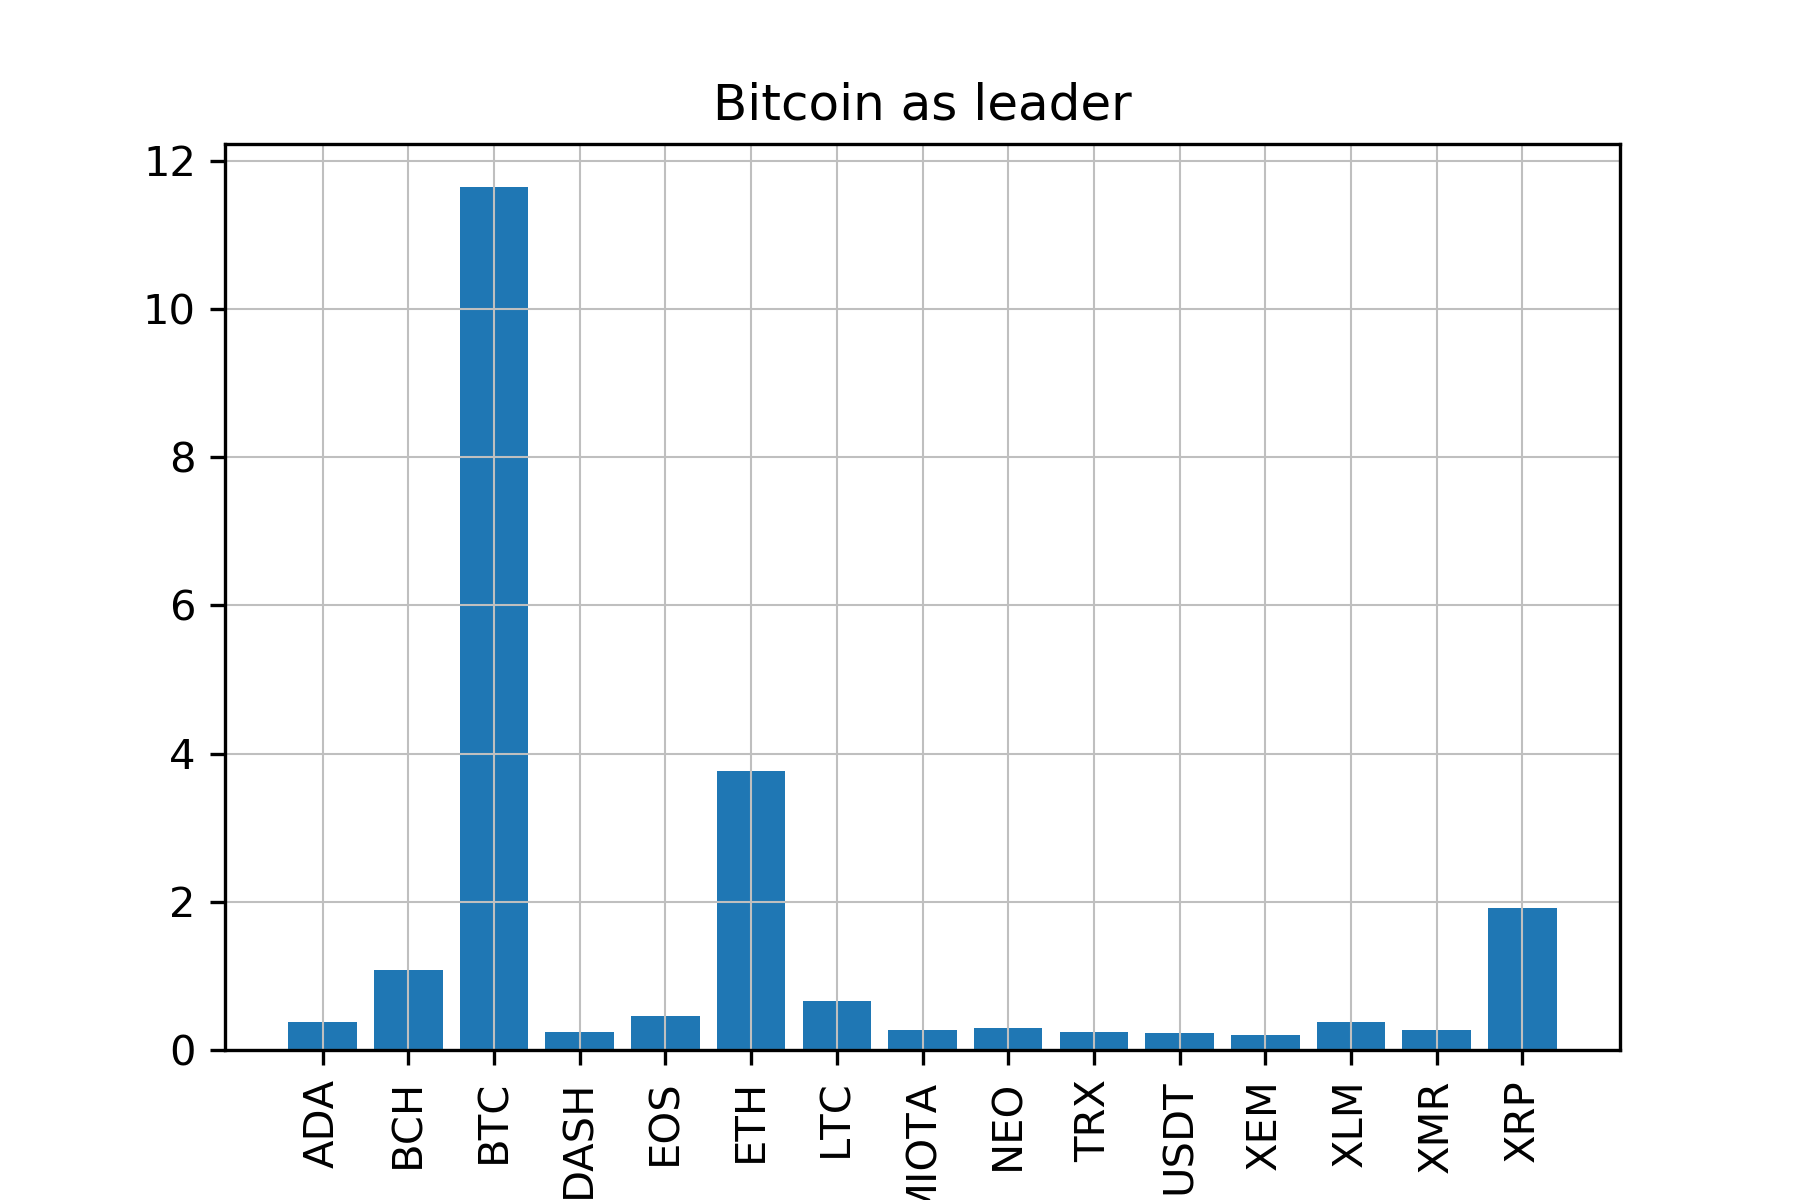 Bitcoin as leader
12
10
8
6
4
2
0
ADA
BCH
BTC
DASH
EOS
ETH
LTC
MIOTA
NEO
TRX
USDT
XEM
XLM
XMR
XRP